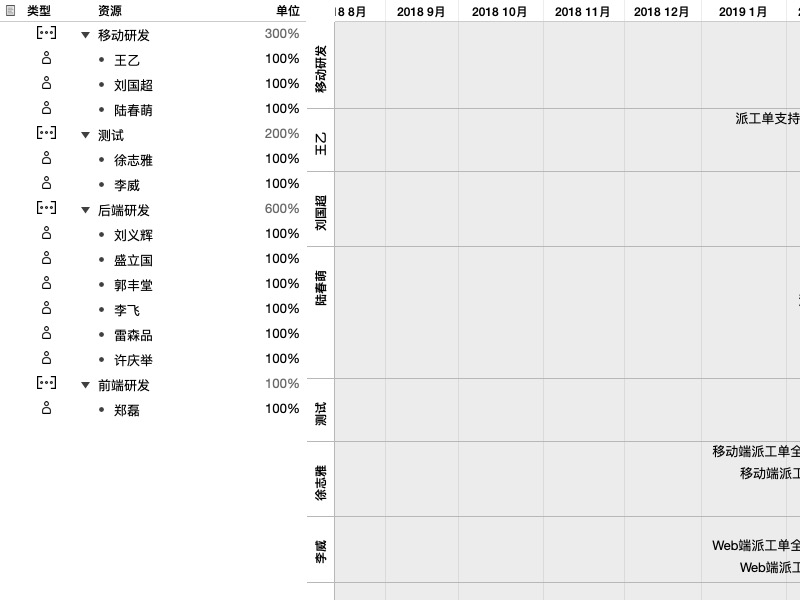 类型 资源 单位
移动研发 300%
王乙 100%
刘国超 100%
陆春萌 100%
测试 200%
徐志雅 100%
李威 100%
后端研发 600%
刘义辉 100%
盛立国 100%
郭丰堂 100%
李飞 100%
雷森品 100%
许庆举 100%
前端研发 100%
郑磊 100%
8 8月 2018 9月 2018 10月 2018 11月 2018 12月 2019 1月
移动研发
王乙
派工单支持
刘国超
陆春萌
测试
徐志雅
移动端派工单全
移动端派工
李威
Web端派工单全
Web端派工